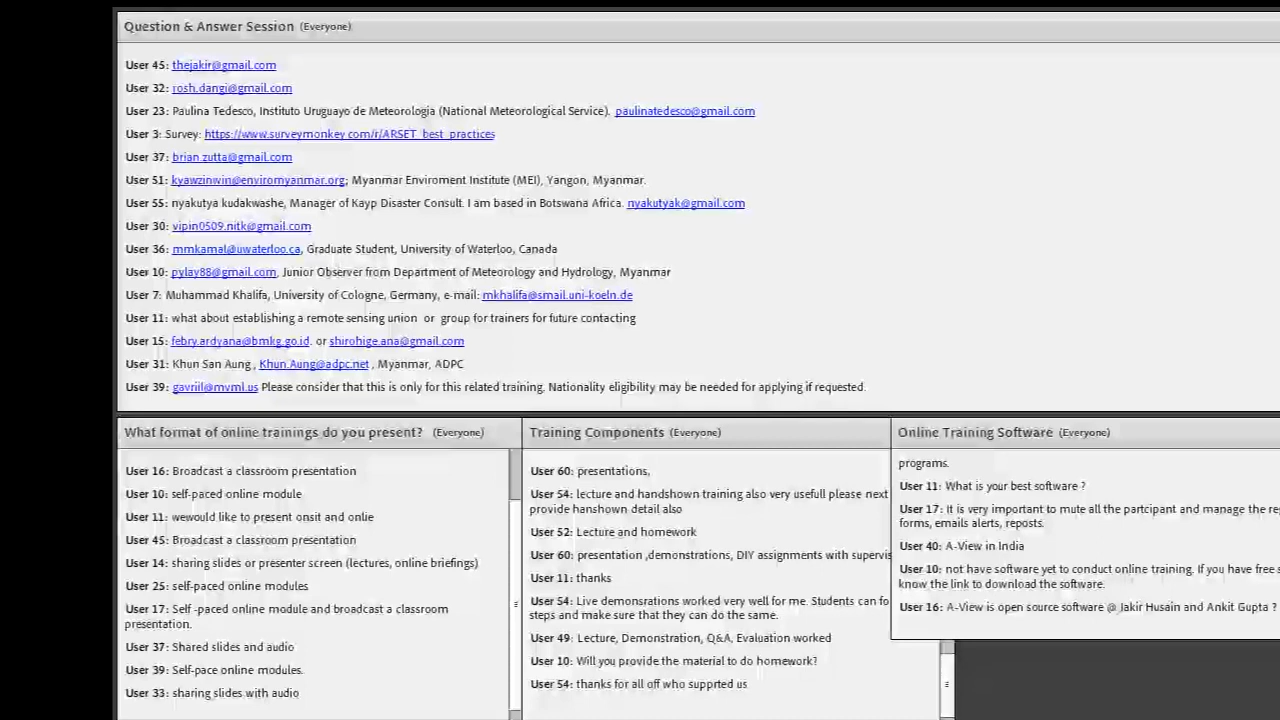 Question & Answer Session (Everyone)
User 45: thejakir@gmail.com
User 32: rosh.dangi@gmail.com
User 23: Paulina Tedesco, Instituto Uruguayo de Meteorologia (National Meteorological Service). paulinatedesco@gmail.com
User 3: Survey: https://www.surveymonkey.com/r/ARSET_best_practices
User 37: brian.zutta@gmail.com
User 51: kyawzinwin@enviromyanmar.org; Myanmar Enviroment Institute (MEI), Yangon, Myanmar.
User 55: nyakutya kudakwashe, Manager of Kayp Disaster Consult. I am based in Botswana Africa. nyakutyak@gmail.com
User 30: vipin0509.nitk@gmail.com
User 36: mmkamal@uwaterloo.ca, Graduate Student, University of Waterloo, Canada
User 10: pylay88@gmail.com, Junior Observer from Department of Meteorology and Hydrology, Myanmar
User 7: Muhammad Khalifa, University of Cologne, Germany, e-mail: mkhalifa@smail.uni-koeln.de
User 11: what about establishing a remote sensing union or group for trainers for future contacting
User 15: febry.ardyana@bmkg.go.id. or shirohige.ana@gmail.com
User 31: Khun San Aung , Khun.Aung@adpc.net , Myanmar, ADPC
User 39: gavriil@mvml.us Please consider that this is only for this related training. Nationality eligibility may be needed for applying if requested.
What format of online trainings do you present? (Everyone)
User 16: Broadcast a classroom presentation
User 10: self-paced online module
User 11: wewould like to present onsit and onlie
User 45: Broadcast a classroom presentation
User 14: sharing slides or presenter screen (lectures, online briefings)
User 25: self-paced online modules
User 17: Self -paced online module and broadcast a classroom
presentation.
User 37: Shared slides and audio
User 39: Self-pace online modules.
User 33: sharing slides with audio
Training Components (Everyone)
User 60: presentations,
User 54: lecture and handshown training also very usefull please next
provide hanshown detail also
User 52: Lecture and homework
User 60: presentation ,demonstrations, DIY assignments with supervis
User 11: thanks
User 54: Live demonsrations worked very well for me. Students can fo
steps and make sure that they can do the same.
User 49: Lecture, Demonstration, Q&A, Evaluation worked
User 10: Will you provide the material to do homework?
User 54: thanks for all off who supprted us
Online Training Software (Everyone)
programs.
User 11: What is your best software ?
User 17: It is very important to mute all the partcipant and manage the re
forms, emails alerts, reposts.
User 40: A-View in India
User 10: not have software yet to conduct online training. If you have free s
know the link to download the software.
User 16: A-View is open source software @ Jakir Husain and Ankit Gupta ?